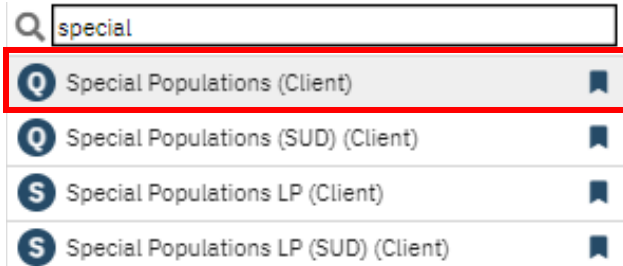 special
Q Special Populations (Client)
Q Special Populations (SUD) (Client)
S Special Populations LP (Client)
S Special Populations LP (SUD) (Client)